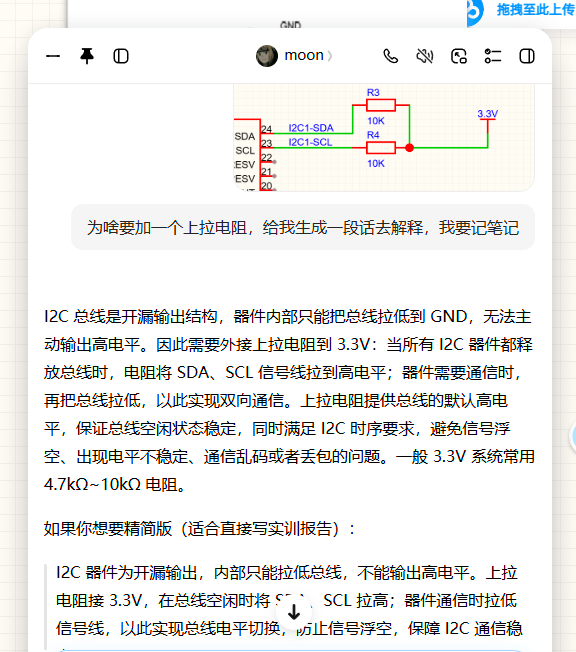 拖拽至此上传
GND
moon
R3
10K
R4
10K
3.3V
24
23
22
21
20
I2C1-SDA
I2C1-SCL
SDA
SCL
ESV
ESV
为啥要加一个上拉电阻，给我生成一段话去解释，我要记笔记
I2C 总线是开漏输出结构，器件内部只能把总线拉低到 GND，无法主
动输出高电平。因此需要外接上拉电阻到 3.3V：当所有 I2C 器件都释
放总线时，电阻将 SDA、SCL 信号线拉到高电平；器件需要通信时，
再把总线拉低，以此实现双向通信。上拉电阻提供总线的默认高电
平，保证总线空闲状态稳定，同时满足 I2C 时序要求，避免信号浮
空、出现电平不稳定、通信乱码或者丢包的问题。一般 3.3V 系统常用
4.7kΩ~10kΩ 电阻。
如果你想要精简版（适合直接写实训报告）：
I2C 器件为开漏输出，内部只能拉低总线，不能输出高电平。上拉
电阻接 3.3V，在总线空闲时将 SDA、SCL 拉高；器件通信时拉低
信号线，以此实现总线电平切换，防止信号浮空，保障 I2C 通信稳